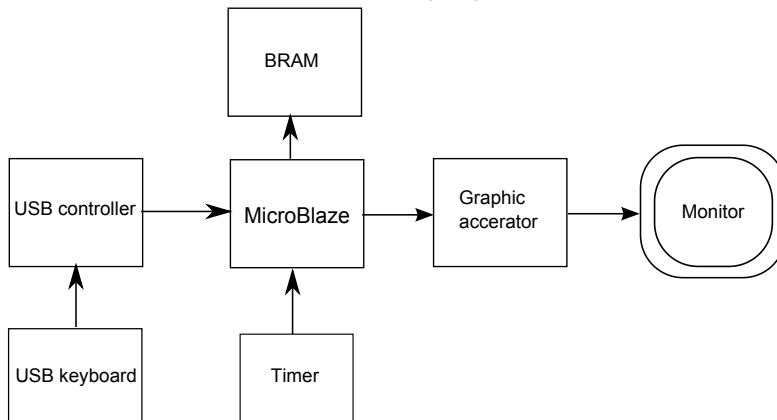 BRAM
USB controller
MicroBlaze
Graphic
accerator
Monitor
USB keyboard
Timer